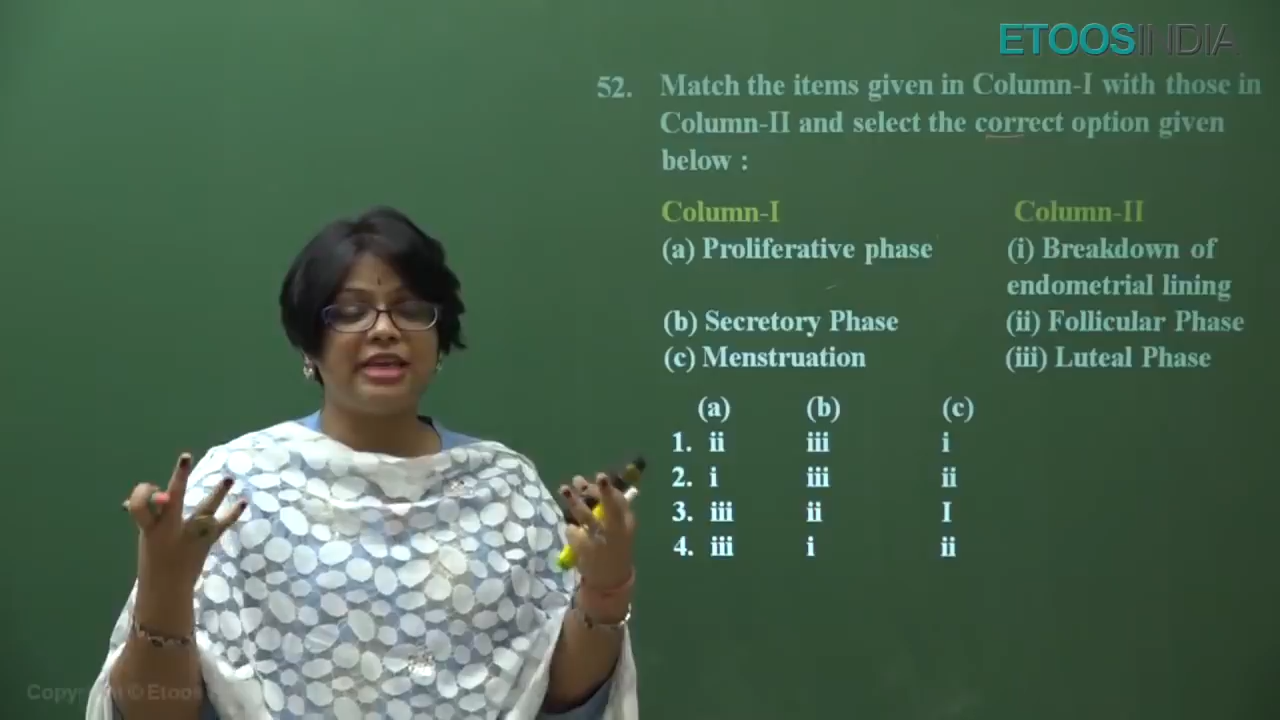 ETOOSINDIA
52. Match the items given in Column-I with those in
Column-II and select the correct option given
below :
Column-I Column-II
(a) Proliferative phase (i) Breakdown of
endometrial lining
(b) Secretory Phase (ii) Follicular Phase
(c) Menstruation (iii) Luteal Phase
(a) (b) (c)
1. ii iii i
2. i iii ii
3. iii ii I
4. iii i ii
Copyright © Etoos